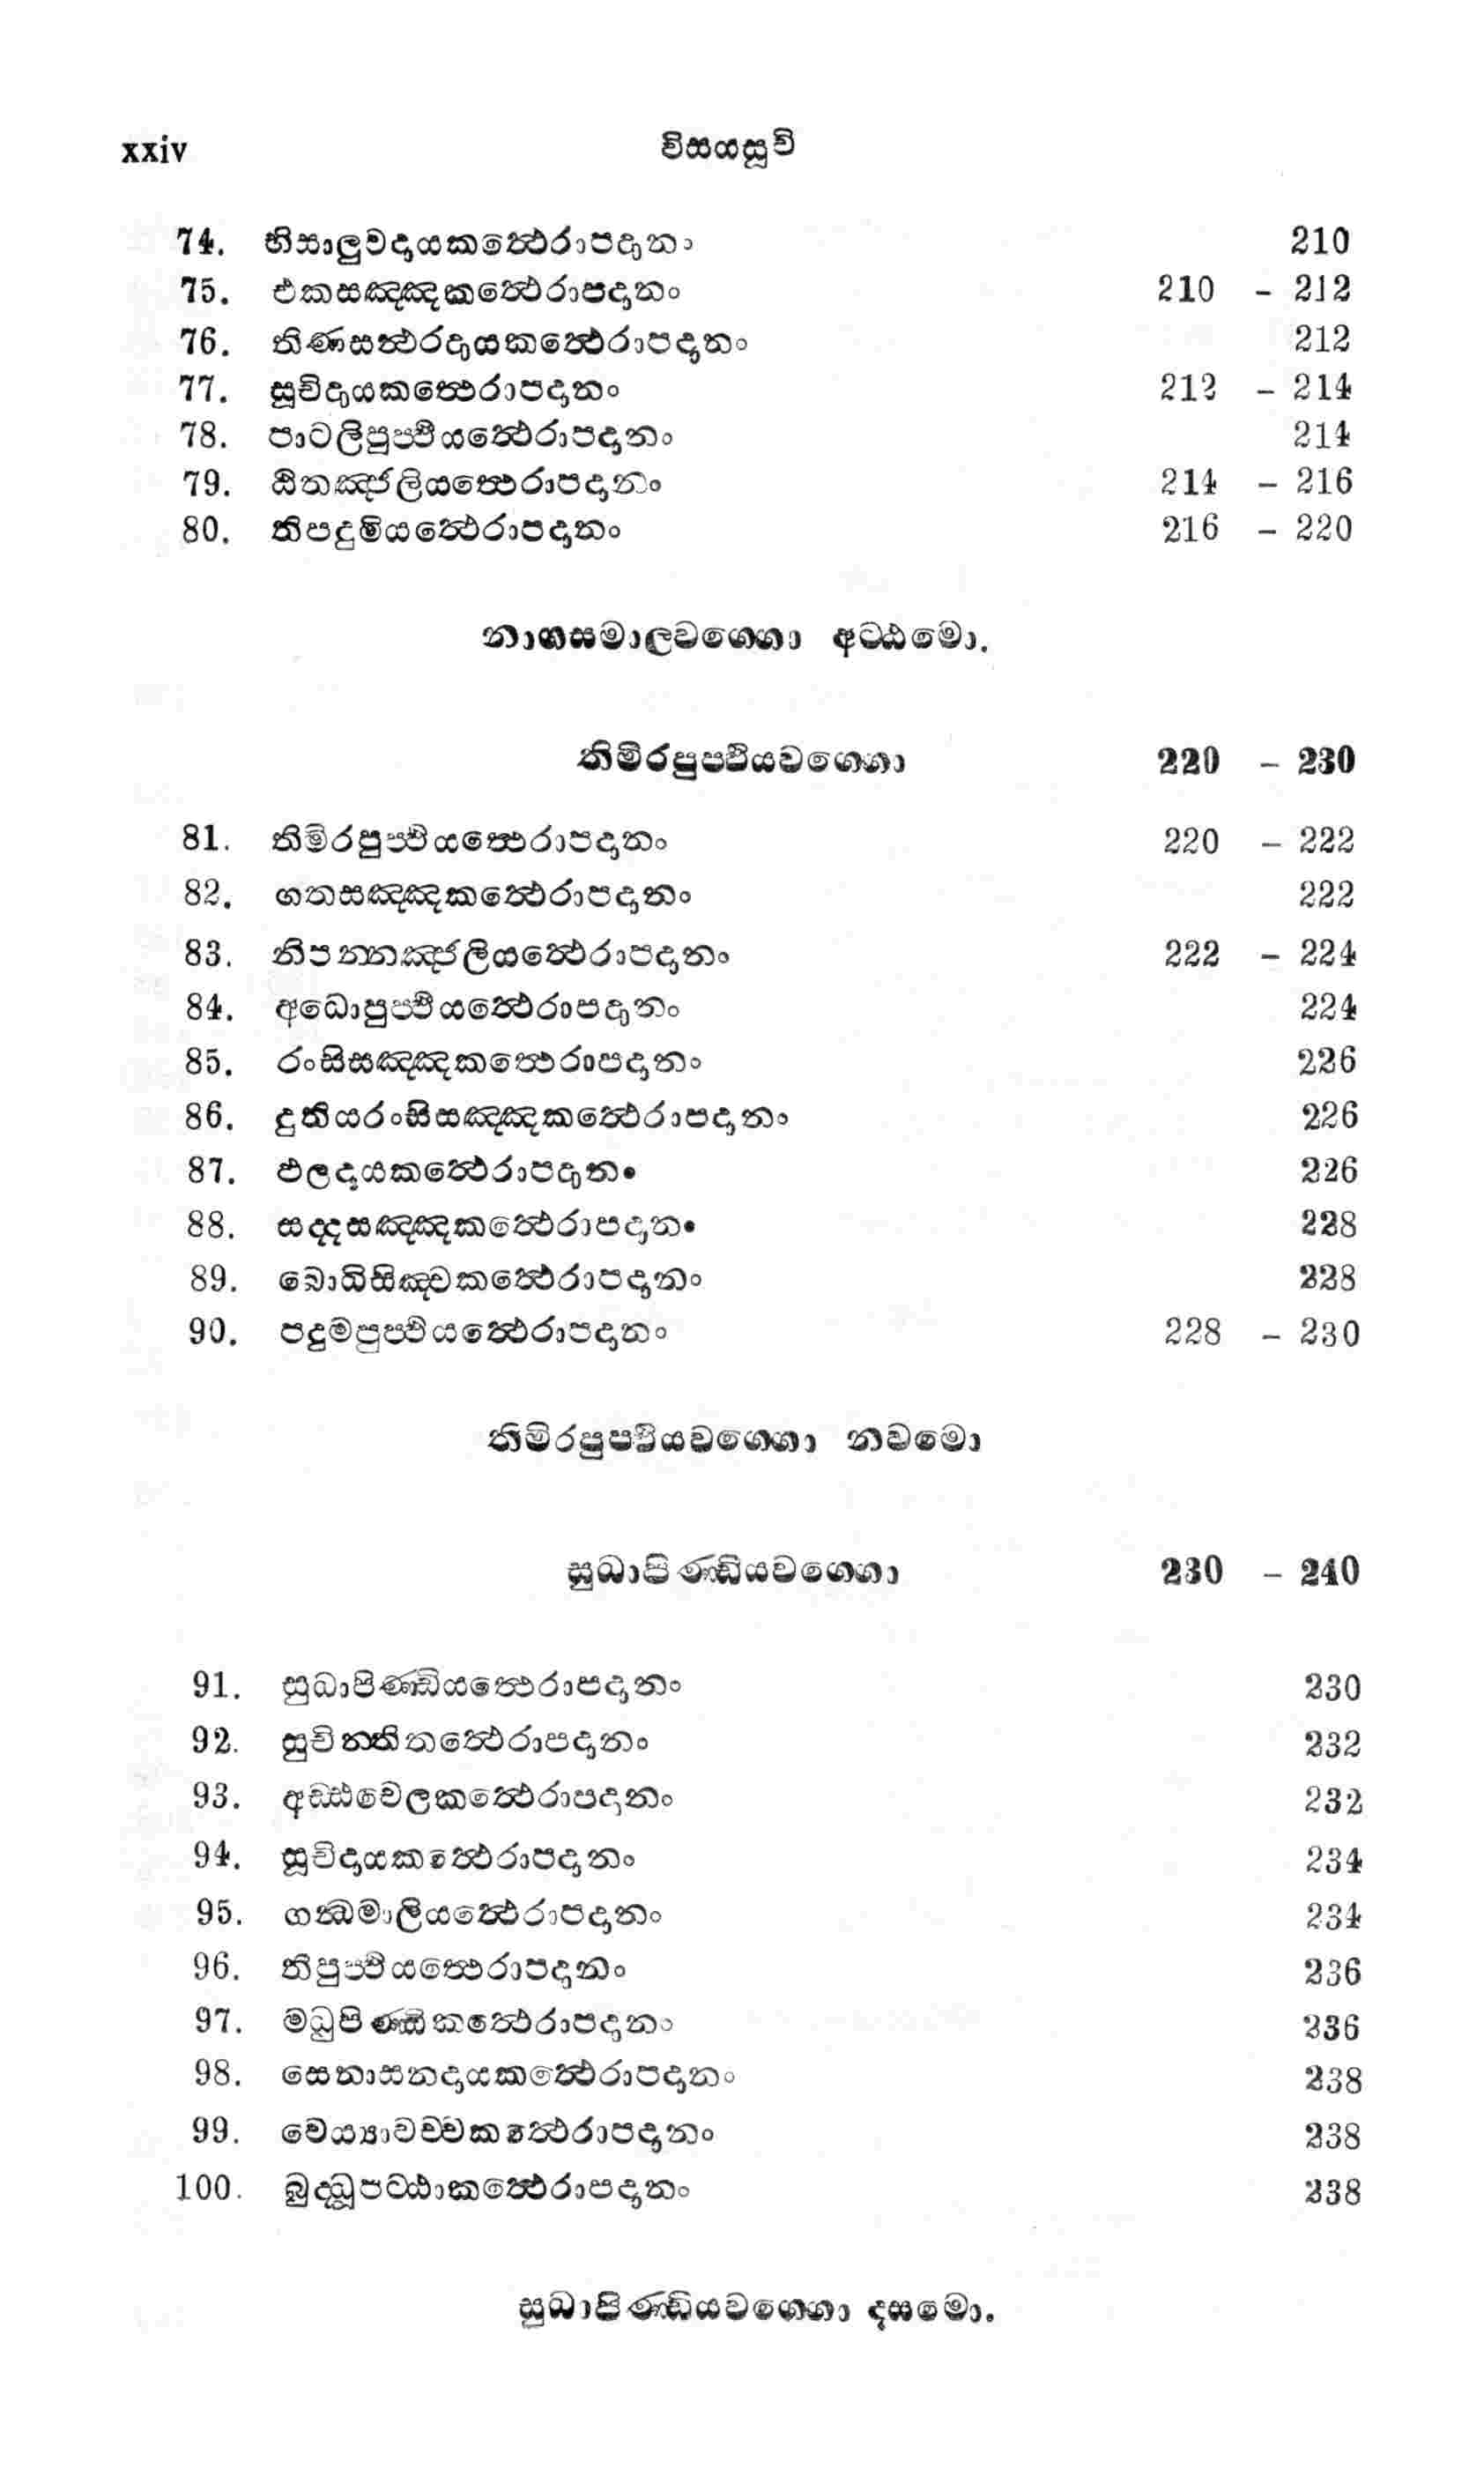 xxiv විසයසූචි
74. භිසාලුවදායකත්ථෙරාපදානං 210
75. එකසඤ්ඤකත්ථෙරාපදානං 210 - 212
76. තිණසත්ථරදායකත්ථෙරාපදානං 212
77. සූචිදායකත්ථෙරාපදානං 212 - 214
78. පාටලිපුප්ඵියත්ථෙරාපදානං 214
79. ඨිතඤ්ජලියත්ථෙරාපදානං 214 - 216
80. තිපදුමියත්ථෙරාපදානං 216 - 220
නාගසමාලවග්ගො අට්ඨමො.
තිමිරපුප්ඵියවග්ගො 220 - 230
81. තිමිරපුප්ඵියත්ථෙරාපදානං 220 - 222
82. ගතසඤ්ඤකත්ථෙරාපදානං 222
83. නිපන්නඤ්ජලියත්ථෙරාපදානං 222 - 224
84. අධොපුප්ඵියත්ථෙරාපදානං 224
85. රංසිසඤ්ඤකත්ථෙරාපදානං 226
86. දුතියරංසිසඤ්ඤකත්ථෙරාපදානං 226
87. ඵලදායකත්ථෙරාපදානං 226
88. සද්දසඤ්ඤකත්ථෙරාපදානං 228
89. බොධිසිඤ්චකත්ථෙරාපදානං 228
90. පදුමපුප්ඵියත්ථෙරාපදානං 228 - 230
තිමිරපුප්ඵියවග්ගො නවමො
සුධාපිණ්ඩියවග්ගො 230 - 240
91. සුධාපිණ්ඩියත්ථෙරාපදානං 230
92. සුචින්තිතත්ථෙරාපදානං 232
93. අඩ්ඪචෙලකත්ථෙරාපදානං 232
94. සූචිදායකත්ථෙරාපදානං 234
95. ගන්ධමාලියත්ථෙරාපදානං 234
96. තිපුප්ඵියත්ථෙරාපදානං 236
97. මධුපිණ්ඩිකත්ථෙරාපදානං 236
98. සෙනාසනදායකත්ථෙරාපදානං 238
99. වෙය්‍යාවච්චකත්ථෙරාපදානං 238
100. බුද්ධූපට්ඨාකත්ථෙරාපදානං 238
සුධාපිණ්ඩියවග්ගො දසමො.